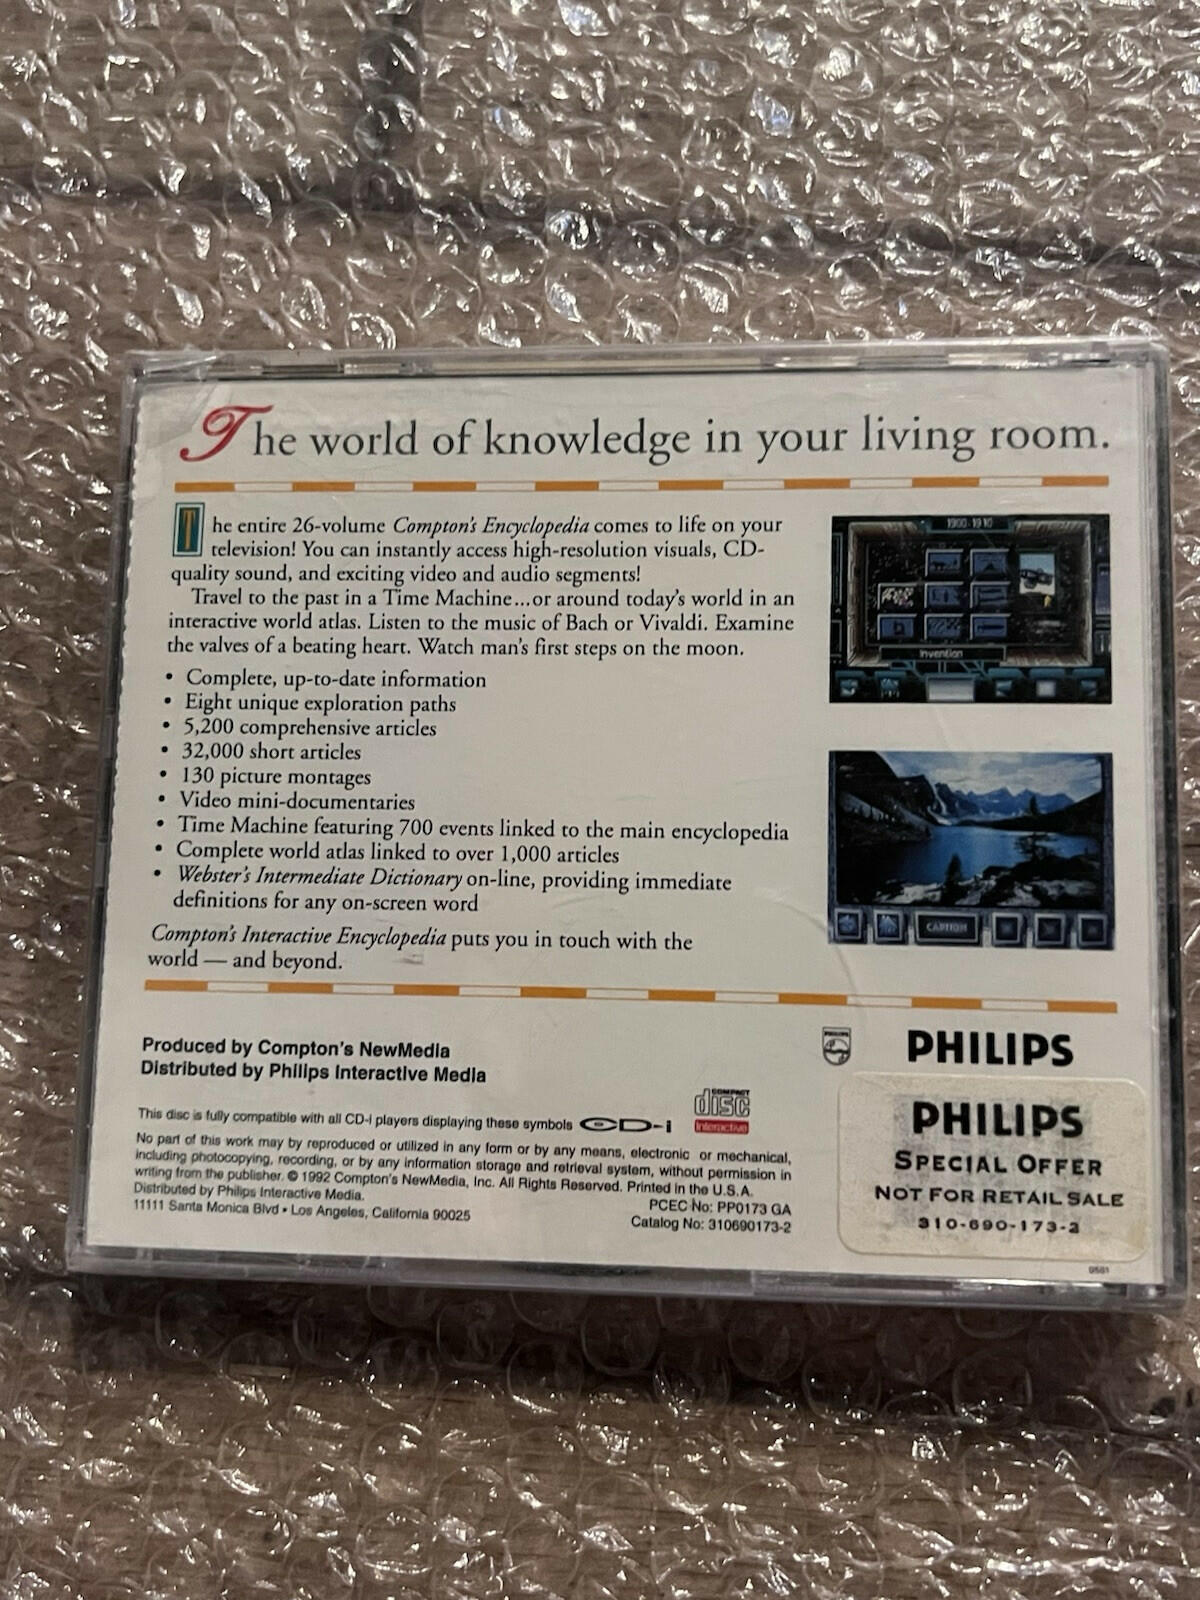 The world of knowledge in your living room.
The entire 26-volume Compton's Encyclopedia comes to life on your
television! You can instantly access high-resolution visuals, CD-
quality sound, and exciting video and audio segments!
Travel to the past in a Time Machine...or around today's world in an
interactive world atlas. Listen to the music of Bach or Vivaldi. Examine
the valves of a beating heart. Watch man's first steps on the moon.
• Complete, up-to-date information
• Eight unique exploration paths
• 5,200 comprehensive articles
• 32,000 short articles
• 130 picture montages
• Video mini-documentaries
• Time Machine featuring 700 events linked to the main encyclopedia
• Complete world atlas linked to over 1,000 articles
• Webster's Intermediate Dictionary on-line, providing immediate
definitions for any on-screen word
Compton's Interactive Encyclopedia puts you in touch with the
world — and beyond.
1900-1910
Invention
CAPTION
Produced by Compton's NewMedia
Distributed by Philips Interactive Media
This disc is fully compatible with all CD-i players displaying these symbols CD-i
COMPACT
disc
Interactive
No part of this work may by reproduced or utilized in any form or by any means, electronic or mechanical,
including photocopying, recording, or by any information storage and retrieval system, without permission in
writing from the publisher. © 1992 Compton's NewMedia, Inc. All Rights Reserved. Printed in the U.S.A.
Distributed by Philips Interactive Media.
11111 Santa Monica Blvd • Los Angeles, California 90025
PCEC No: PP0173 GA
Catalog No: 310690173-2
PHILIPS
PHILIPS
PHILIPS
SPECIAL OFFER
NOT FOR RETAIL SALE
310-690-173-2
0581